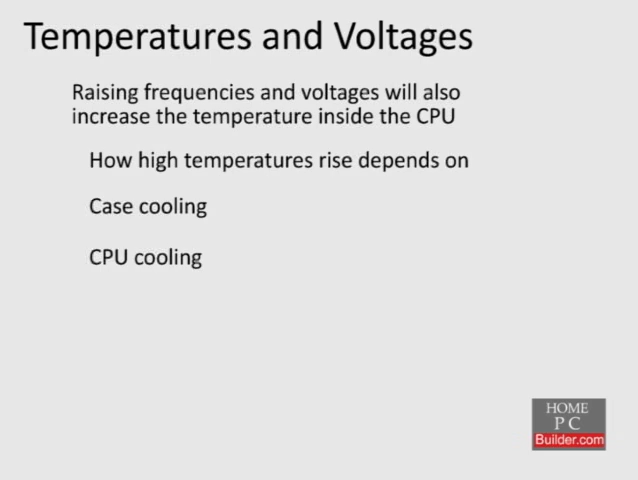 Temperatures and Voltages
Raising frequencies and voltages will also
increase the temperature inside the CPU
How high temperatures rise depends on
Case cooling
CPU cooling
HOME
PC
Builder.com